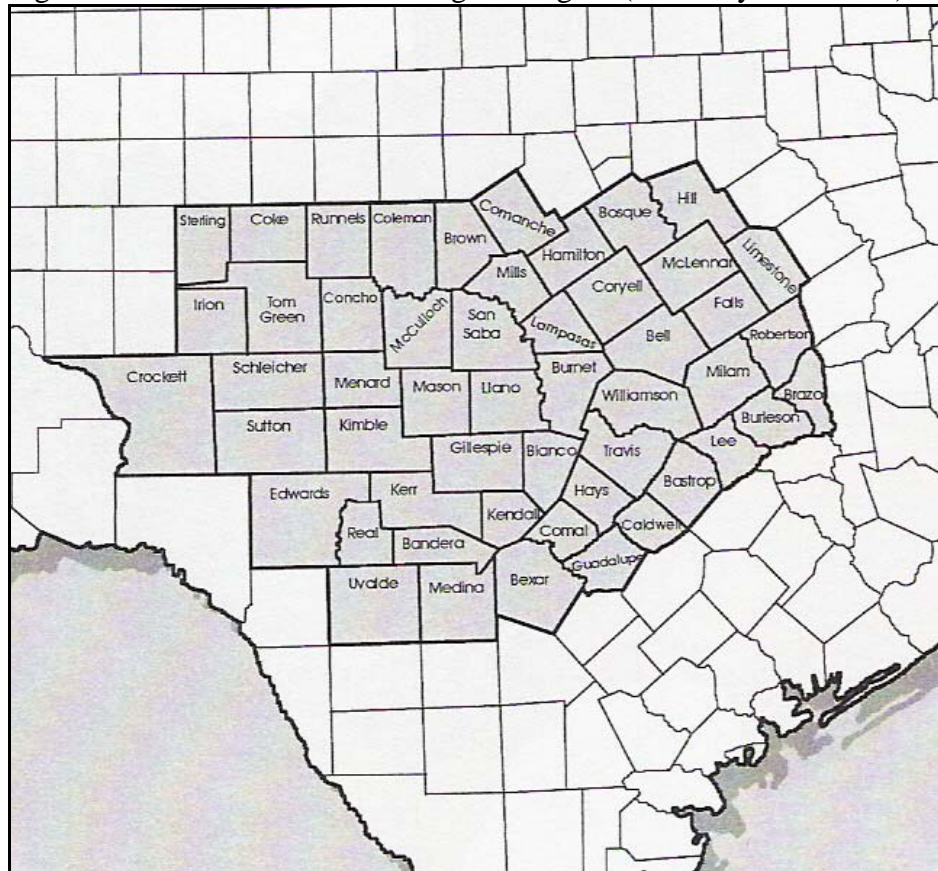 Comanche
Hill
Bosque
Sterling
Coke
Runnels
Coleman
Brown
Hamilton
McLennar
Limestone
Mills
Coryell
Irion
Tom
Green
Concho
McCulloch
San
Saba
Lampasas
Falls
Bell
Robertson
Crockett
Schleicher
Menard
Mason
Llano
Burnet
Milam
Williamson
Brazo
Burleson
Sutton
Kimble
Gillespie
Blanco
Travis
Lee
Bastrop
Edwards
Kerr
Hays
Kendall
Real
Bandera
Comal
Caldwell
Guadalupe
Uvalde
Medina
Bexar